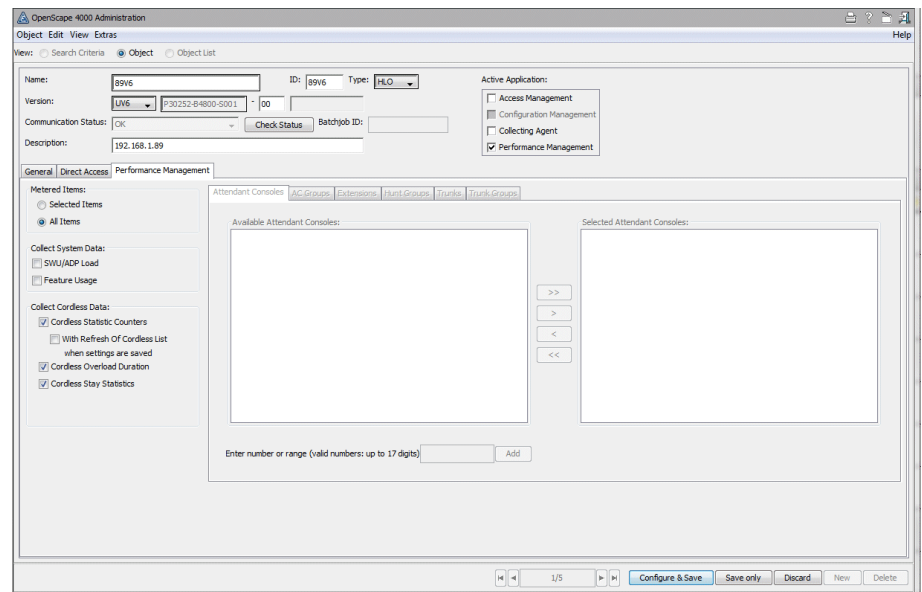 OpenScape 4000 Administration
Object Edit View Extras Help
View: Search Criteria Object Object List
Name: 89V6 ID: 89V6 Type: HLO Active Application:
Version: UV6 P30252-B4800-S001 - 00 Access Management
Configuration Management
Communication Status: OK Check Status Batchjob ID: Collecting Agent
Description: 192.168.1.89 Performance Management
General Direct Access Performance Management
Metered Items: Attendant Consoles AC Groups Extensions Hunt Groups Trunks Trunk Groups
Selected Items
All Items Available Attendant Consoles: Selected Attendant Consoles:
Collect System Data:
SWU/ADP Load
Feature Usage
>>
Collect Cordless Data: >
Cordless Statistic Counters
With Refresh Of Cordless List <
when settings are saved <<
Cordless Overload Duration
Cordless Stay Statistics
Enter number or range (valid numbers: up to 17 digits) Add
1/5 Configure & Save Save only Discard New Delete